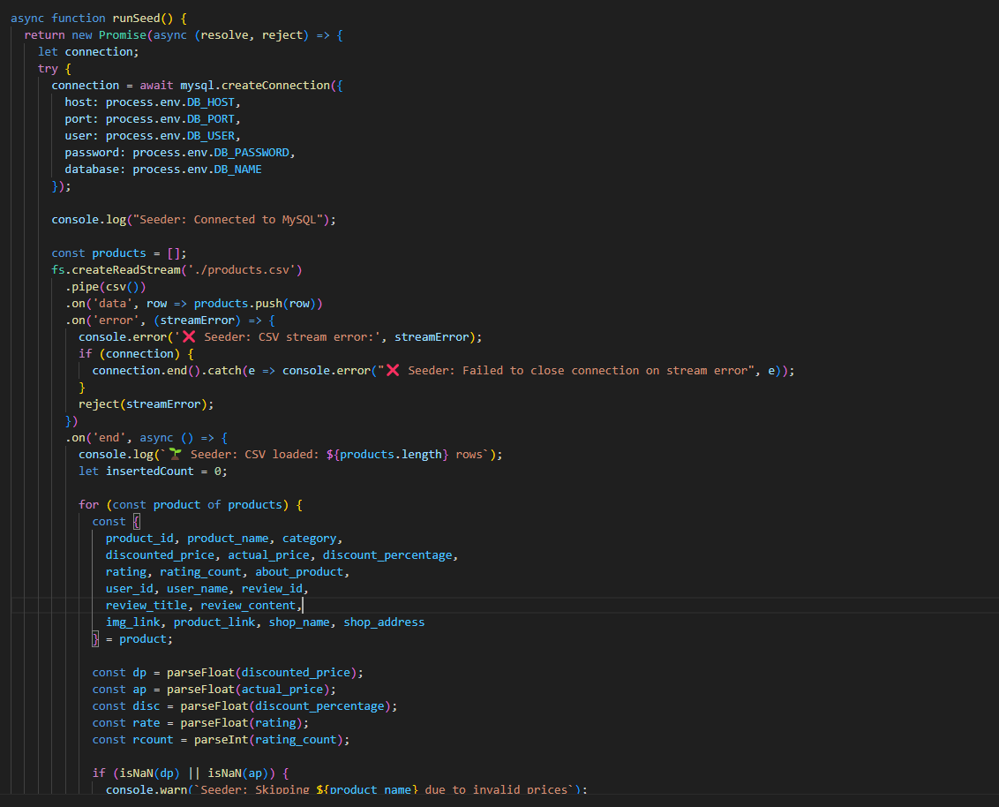 async function runSeed() {
return new Promise(async (resolve, reject) => {
let connection;
try {
connection = await mysql.createConnection({
host: process.env.DB_HOST,
port: process.env.DB_PORT,
user: process.env.DB_USER,
password: process.env.DB_PASSWORD,
database: process.env.DB_NAME
});
console.log("Seeder: Connected to MySQL");
const products = [];
fs.createReadStream('./products.csv')
.pipe(csv())
.on('data', row => products.push(row))
.on('error', (streamError) => {
console.error('❌ Seeder: CSV stream error:', streamError);
if (connection) {
connection.end().catch(e => console.error("❌ Seeder: Failed to close connection on stream error", e));
}
reject(streamError);
})
.on('end', async () => {
console.log(`🌱 Seeder: CSV loaded: ${products.length} rows`);
let insertedCount = 0;
for (const product of products) {
const {
product_id, product_name, category,
discounted_price, actual_price, discount_percentage,
rating, rating_count, about_product,
user_id, user_name, review_id,
review_title, review_content,
img_link, product_link, shop_name, shop_address
} = product;
const dp = parseFloat(discounted_price);
const ap = parseFloat(actual_price);
const disc = parseFloat(discount_percentage);
const rate = parseFloat(rating);
const rcount = parseInt(rating_count);
if (isNaN(dp) || isNaN(ap)) {
console.warn(`Seeder: Skipping ${product_name} due to invalid prices`);